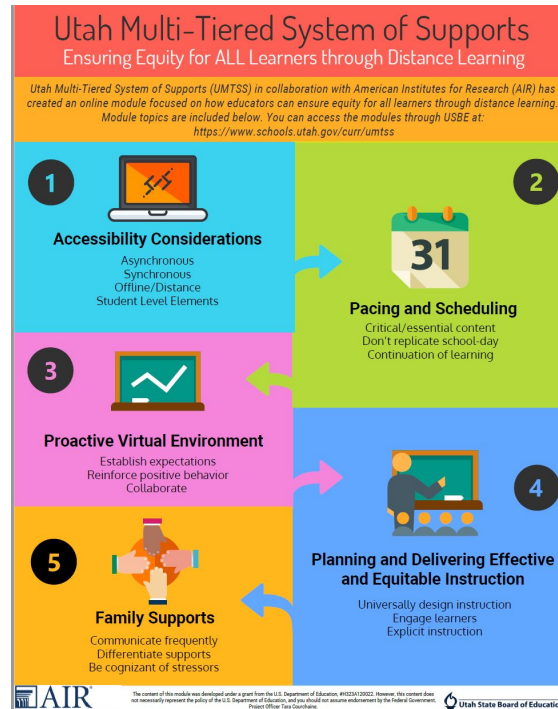 Utah Multi-Tiered System of Supports
Ensuring Equity for ALL Learners through Distance Learning
Utah Multi-Tiered System of Supports (UMTSS) in collaboration with American Institutes for Research (AIR) has
created an online module focused on how educators can ensure equity for all learners through distance learning.
Module topics are included below. You can access the modules through USBE at:
https://www.schools.utah.gov/curr/umtss
1
Accessibility Considerations
Asynchronous
Synchronous
Offline/Distance
Student Level Elements
2
31
Pacing and Scheduling
Critical/essential content
Don't replicate school-day
Continuation of learning
3
Proactive Virtual Environment
Establish expectations
Reinforce positive behavior
Collaborate
4
Planning and Delivering Effective
and Equitable Instruction
Universally design instruction
Engage learners
Explicit instruction
5
Family Supports
Communicate frequently
Differentiate supports
Be cognizant of stressors
AIR
The content of this module was developed under a grant from the U.S. Department of Education, #H323A120022. However, this content does
not necessarily represent the policy of the U.S. Department of Education, and you should not assume endorsement by the Federal Government.
Project Officer Tara Courchaine.
Utah State Board of Educatio